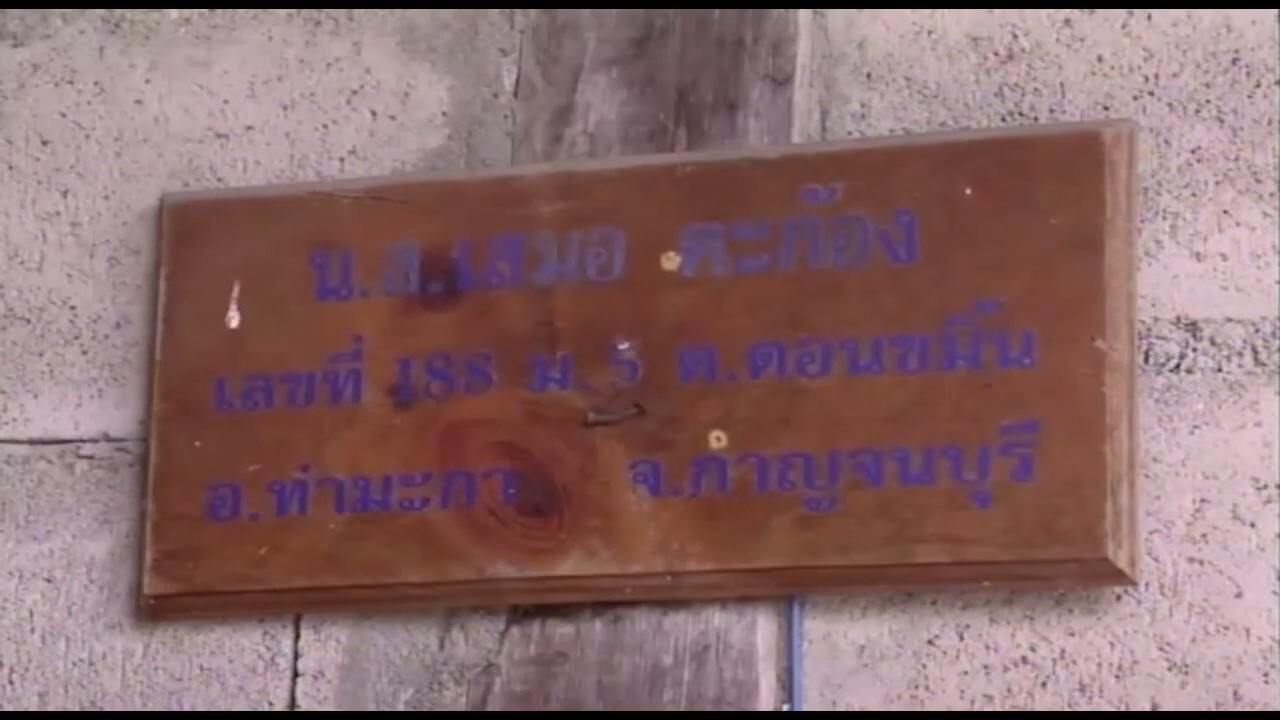 น.ส.เสมอ ตะก้อง
เลขที่ 188 ม.5 ต.ดอนขมิ้น
อ.ท่ามะกา จ.กาญจนบุรี